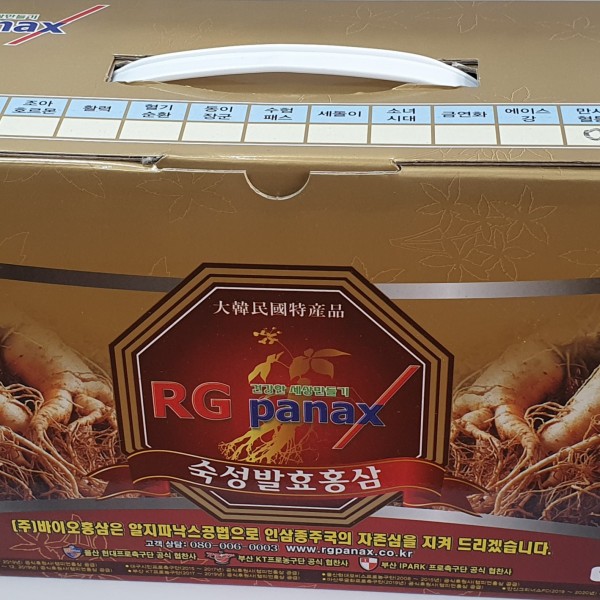 panax
조아 호르몬
활력
혈기 순환
동이 장군
수험 패스
세돌이
소녀 시대
금연화
에이스 강
大韓民國特産品
건강한 세상만들기
RG panax
숙성발효홍삼
(주)바이오홍삼은 알지파낙스공법으로 인삼종주국의 자존심을 지켜 드리겠습니다.
고객상담: 080-006-0003 www.rgpanax.co.kr
울산 현대프로축구단 공식 협찬사 부산 KT프로농구단 공식 협찬사 부산 IPARK 프로축구단 공식 협찬사